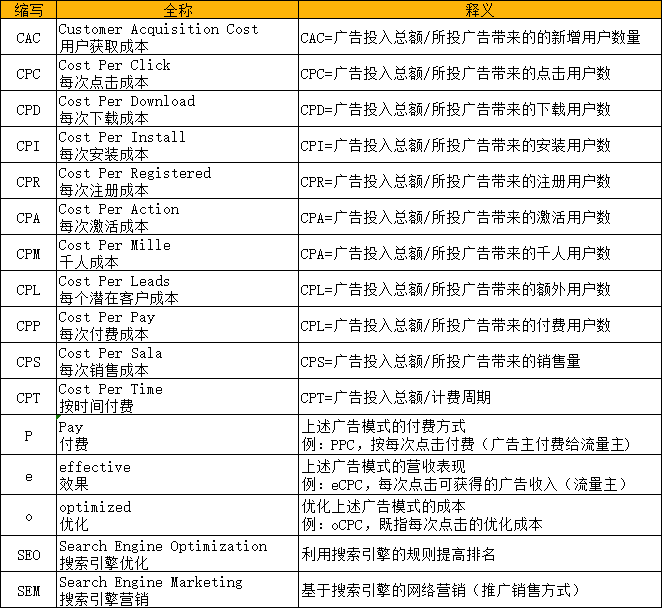 缩写 全称 释义
CAC Customer Acquisition Cost
用户获取成本 CAC=广告投入总额/所投广告带来的的新增用户数量
CPC Cost Per Click
每次点击成本 CPC=广告投入总额/所投广告带来的点击用户数
CPD Cost Per Download
每次下载成本 CPD=广告投入总额/所投广告带来的下载用户数
CPI Cost Per Install
每次安装成本 CPI=广告投入总额/所投广告带来的安装用户数
CPR Cost Per Registered
每次注册成本 CPR=广告投入总额/所投广告带来的注册用户数
CPA Cost Per Action
每次激活成本 CPA=广告投入总额/所投广告带来的激活用户数
CPM Cost Per Mille
千人成本 CPA=广告投入总额/所投广告带来的千人用户数
CPL Cost Per Leads
每个潜在客户成本 CPL=广告投入总额/所投广告带来的额外用户数
CPP Cost Per Pay
每次付费成本 CPL=广告投入总额/所投广告带来的付费用户数
CPS Cost Per Sala
每次销售成本 CPS=广告投入总额/所投广告带来的销售量
CPT Cost Per Time
按时间付费 CPT=广告投入总额/计费周期
P Pay
付费 上述广告模式的付费方式
例：PPC，按每次点击付费（广告主付费给流量主)
e effective
效果 上述广告模式的营收表现
例：eCPC，每次点击可获得的广告收入（流量主）
o optimized
优化 优化上述广告模式的成本
例：oCPC，既指每次点击的优化成本
SEO Search Engine Optimization
搜索引擎优化 利用搜索引擎的规则提高排名
SEM Search Engine Marketing
搜索引擎营销 基于搜索引擎的网络营销（推广销售方式）